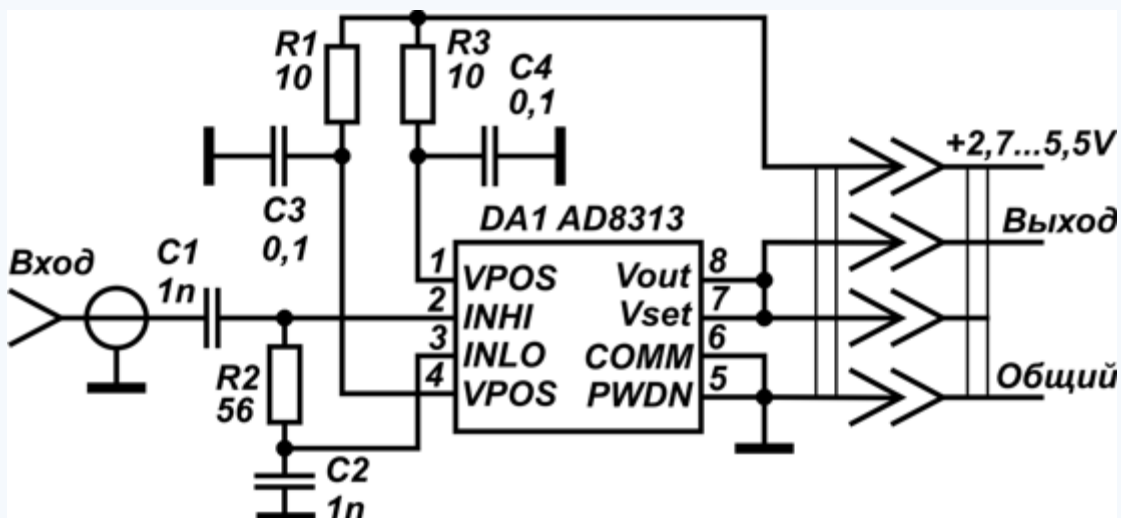 R1
10
R3
10
C4
0,1
+2,7...5,5V
C3
0,1
DA1 AD8313
Выход
Вход
C1
1n
1
VPOS
Vout
8
2
INHI
Vset
7
3
INLO
COMM
6
4
VPOS
PWDN
5
R2
56
Общий
C2
1n